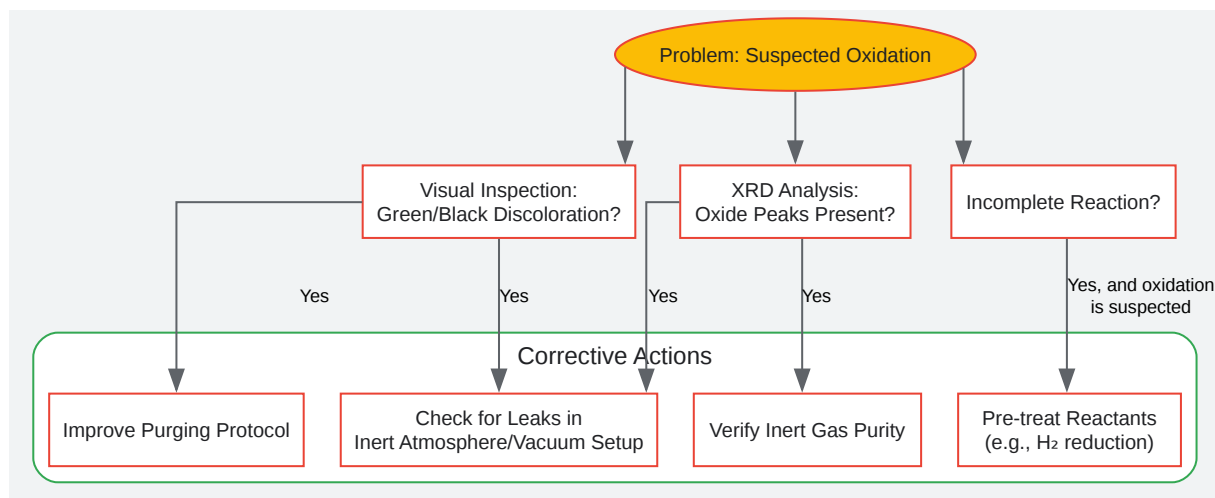 Problem: Suspected Oxidation
Visual Inspection:
Green/Black Discoloration?
XRD Analysis:
Oxide Peaks Present?
Incomplete Reaction?
Yes
Yes
Yes
Yes
Yes, and oxidation
is suspected
Corrective Actions
Improve Purging Protocol
Check for Leaks in
Inert Atmosphere/Vacuum Setup
Verify Inert Gas Purity
Pre-treat Reactants
(e.g., H₂ reduction)